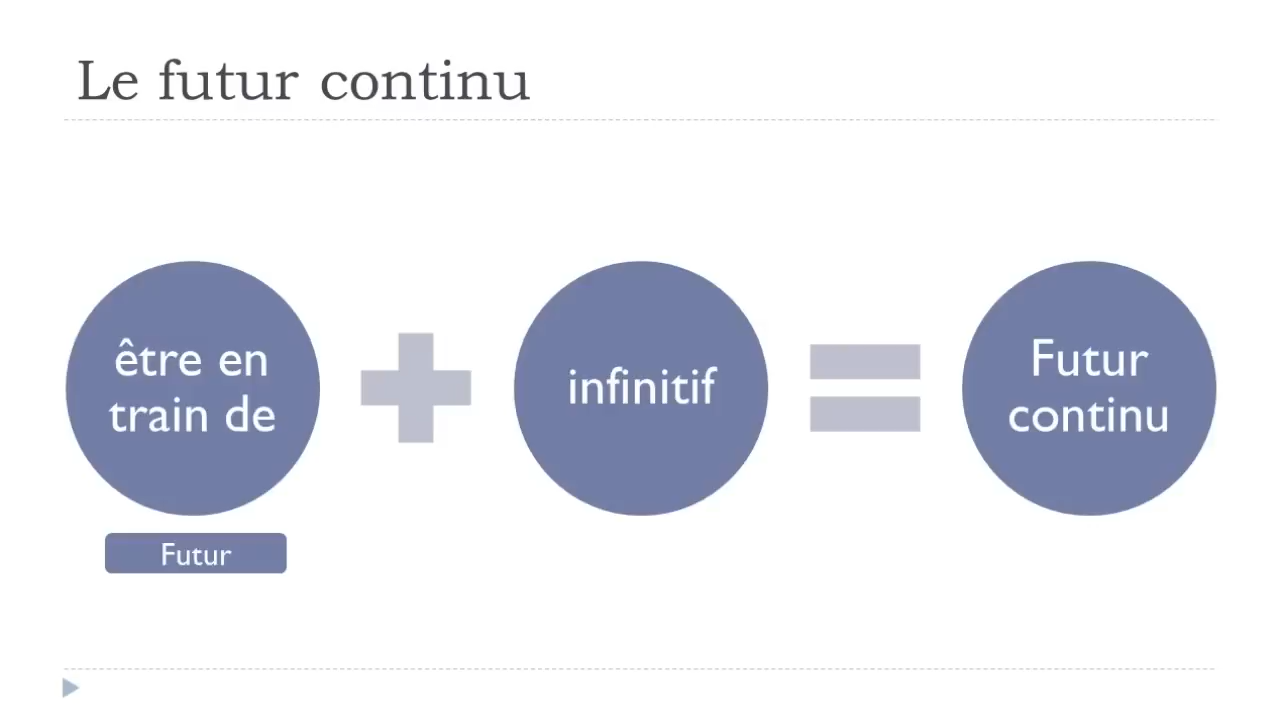 Le futur continu
être en
train de
infinitif
Futur
continu
Futur